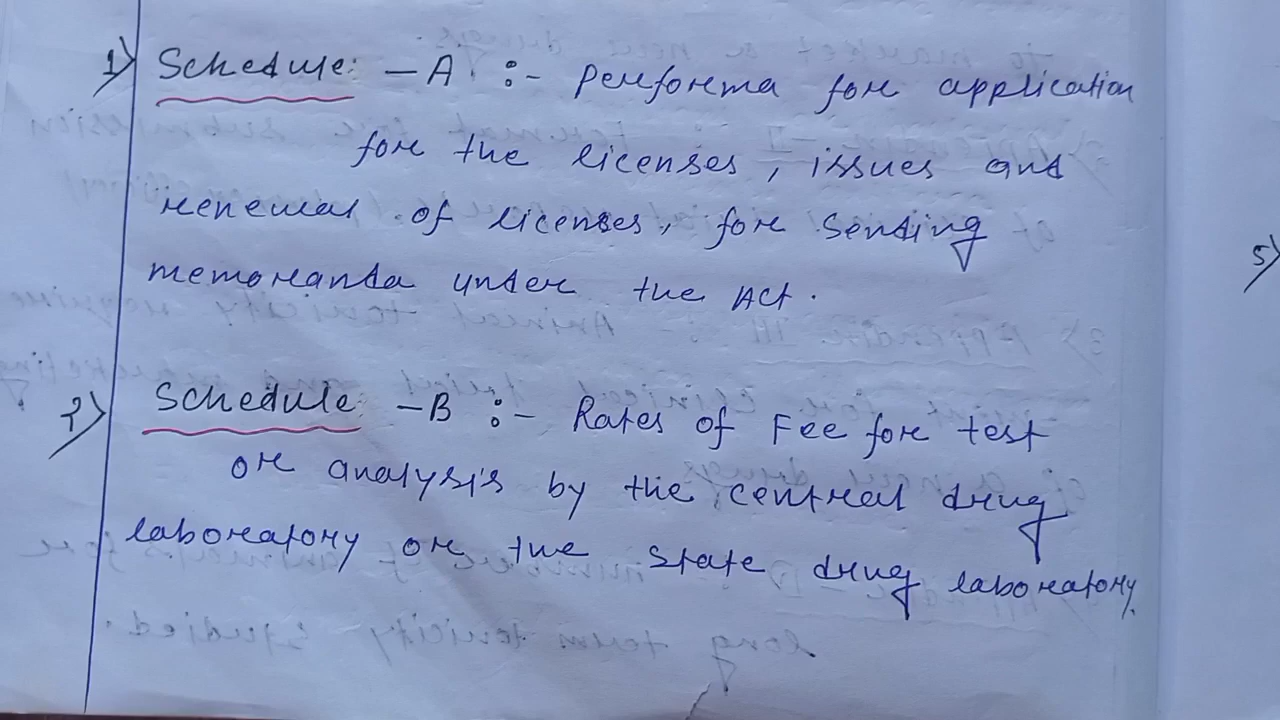 1) Schedule: - A :- Performa for application
for the licenses, issues and
renewal of licenses, for sending
memoranda under the Act.
2) Schedule - B :- Rates of Fee for test
or analysis by the central drug
laboratory or the state drug laboratory.
5)